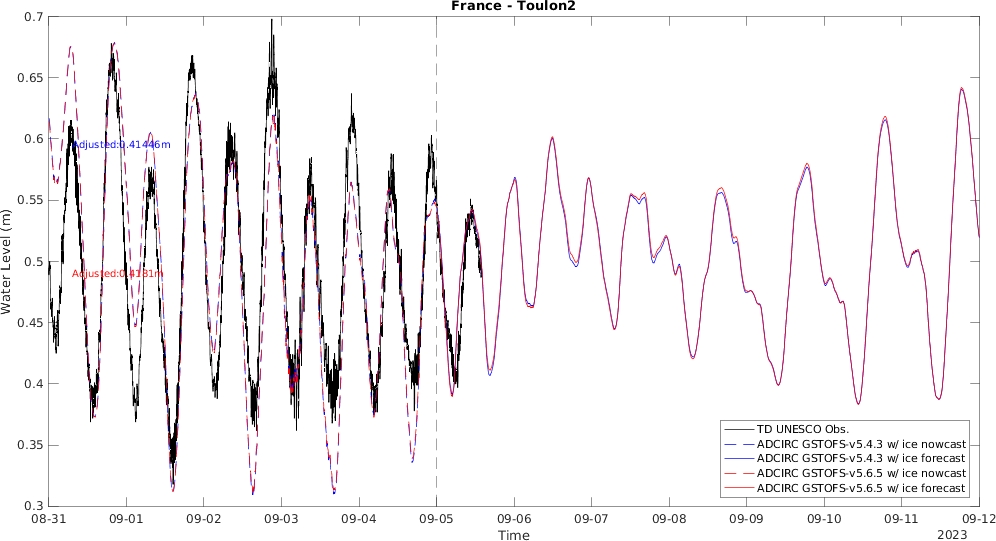 France - Toulon2
0.7
0.65
0.6
0.55
0.5
0.45
0.4
0.35
0.3
Water Level (m)
Adjusted:0.41446m
Adjusted:0.4131m
TD UNESCO Obs.
ADCIRC GSTOFS-v5.4.3 w/ ice nowcast
ADCIRC GSTOFS-v5.4.3 w/ ice forecast
ADCIRC GSTOFS-v5.6.5 w/ ice nowcast
ADCIRC GSTOFS-v5.6.5 w/ ice forecast
08-31 09-01 09-02 09-03 09-04 09-05 09-06 09-07 09-08 09-09 09-10 09-11 09-12
Time
2023